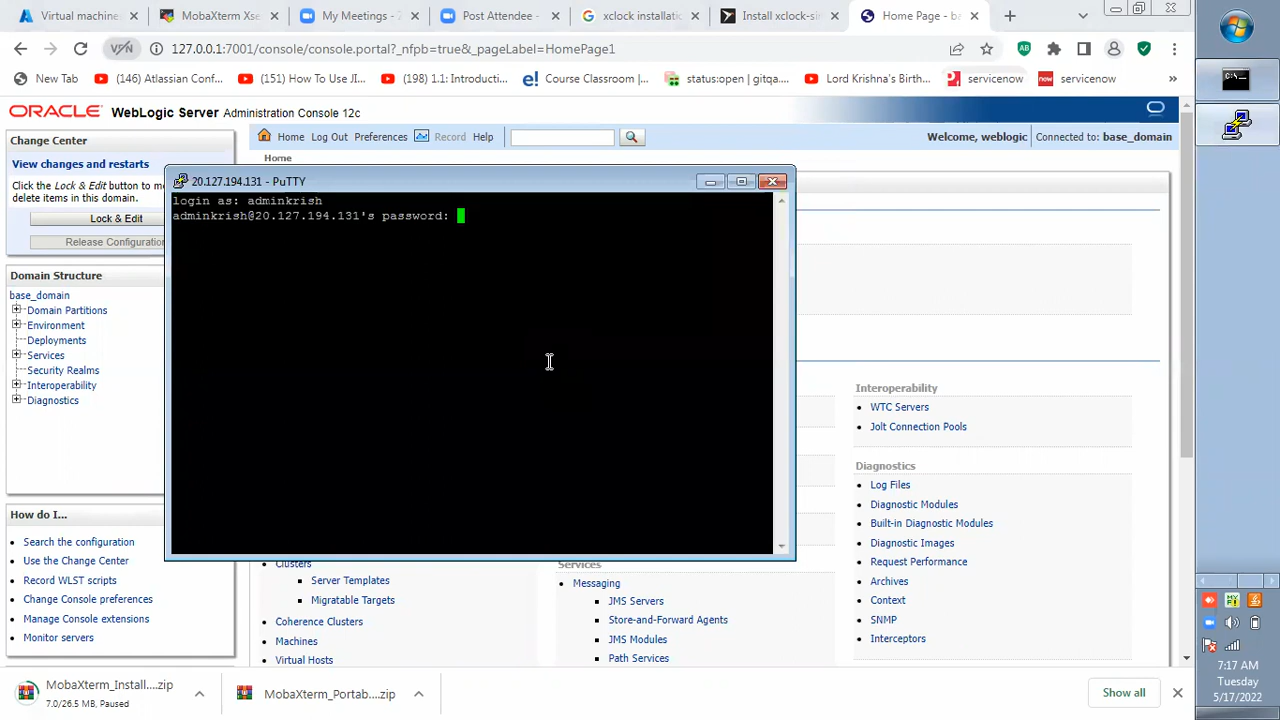 Virtual machine
MobaXterm Xse
My Meetings - Z
Post Attendee -
xclock installatic
Install xclock-sin
Home Page - ba
127.0.0.1:7001/console/console.portal?_nfpb=true&_pageLabel=HomePage1
VPN
AB
New Tab
(146) Atlassian Conf...
(151) How To Use JI...
(198) 1.1: Introducti...
Course Classroom |...
status:open | gitqa....
Lord Krishna's Birth...
servicenow
now
servicenow
»
ORACLE WebLogic Server Administration Console 12c
Change Center
View changes and restarts
Click the Lock & Edit button to m
delete items in this domain.
Lock & Edit
Release Configuration
Domain Structure
base_domain
Domain Partitions
Environment
Deployments
Services
Security Realms
Interoperability
Diagnostics
How do I...
Search the configuration
Use the Change Center
Record WLST scripts
Change Console preferences
Manage Console extensions
Monitor servers
Home Log Out Preferences Record Help
Welcome, weblogic
Connected to: base_domain
Home
20.127.194.131 - PuTTY
login as: adminkrish
adminkrish@20.127.194.131's password:
Clusters
Server Templates
Migratable Targets
Coherence Clusters
Machines
Virtual Hosts
Services
Messaging
JMS Servers
Store-and-Forward Agents
JMS Modules
Path Services
Interoperability
WTC Servers
Jolt Connection Pools
Diagnostics
Log Files
Diagnostic Modules
Built-in Diagnostic Modules
Diagnostic Images
Request Performance
Archives
Context
SNMP
Interceptors
MobaXterm_Install....zip
7.0/26.5 MB, Paused
MobaXterm_Portab....zip
Show all
C:\_
7:17 AM
Tuesday
5/17/2022